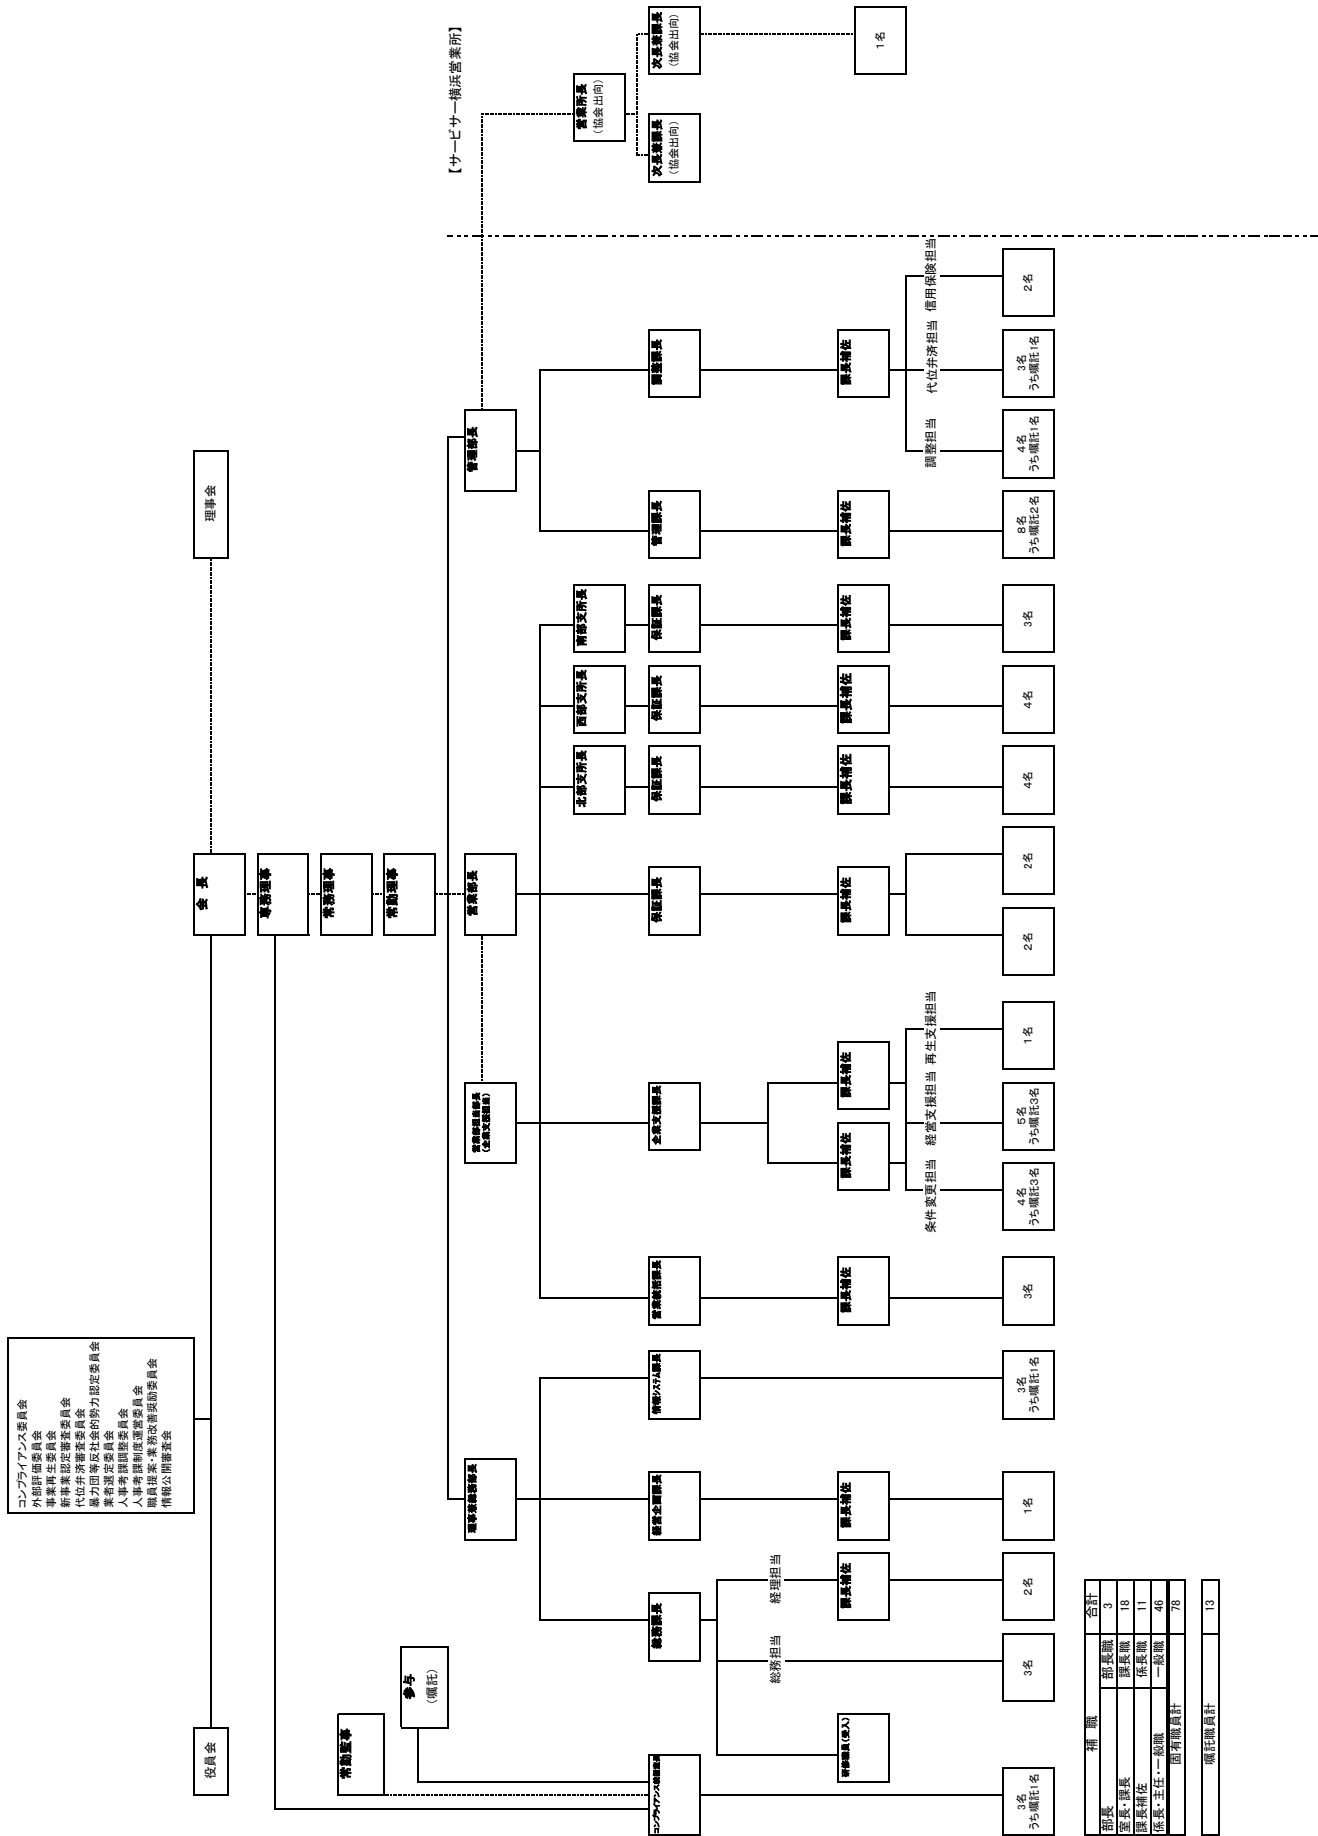 コンプライアンス委員会
外部評価委員会
事業再生委員会
新事業認定審査委員会
代位弁済審査委員会
暴力団等反社会的勢力認定委員会
業者選定委員会
人事考課調整委員会
人事考課制度運営委員会
職員提案・業務改善奨励委員会
情報公開審査会
役員会
会 長
理事会
専務理事
常務理事
常勤理事
常勤監事
参与
（嘱託）
理事兼総務部長
営業部担当部長
（企業支援担当）
営業部長
管理部長
【サービサー横浜営業所】
営業所長
（協会出向）
北部支所長
西部支所長
南部支所長
コンプライアンス統括室長
総務課長
経営企画課長
情報システム課長
営業統括課長
企業支援課長
保証課長
保証課長
保証課長
保証課長
管理課長
調整課長
次長兼課長
（協会出向）
次長兼課長
（協会出向）
総務担当
経理担当
研修職員（受入）
課長補佐
課長補佐
課長補佐
課長補佐
課長補佐
課長補佐
課長補佐
課長補佐
課長補佐
課長補佐
課長補佐
条件変更担当
経営支援担当
再生支援担当
調整担当
代位弁済担当
信用保険担当
3名
うち嘱託1名
3名
2名
1名
3名
うち嘱託1名
3名
4名
うち嘱託3名
5名
うち嘱託3名
1名
2名
2名
4名
4名
3名
8名
うち嘱託2名
4名
うち嘱託1名
3名
うち嘱託1名
2名
1名
補 職 合計
部長 部長職 3
室長・課長 課長職 18
課長補佐 係長職 11
係長・主任・一般職 一般職 46
固有職員計 78
嘱託職員計 13